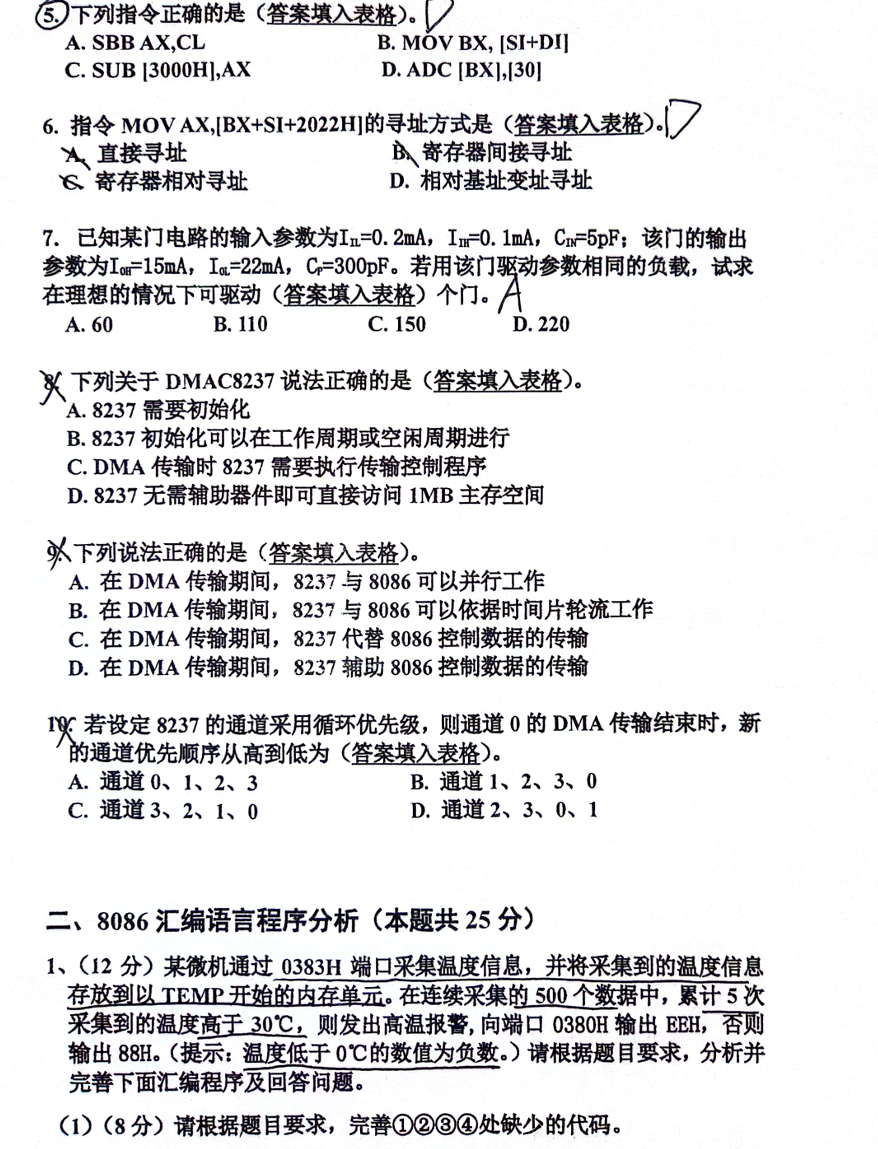 5. 下列指令正确的是（答案填入表格）。D
A. SBB AX,CL B. MOV BX, [SI+DI]
C. SUB [3000H],AX D. ADC [BX],[30]
6. 指令 MOV AX,[BX+SI+2022H]的寻址方式是（答案填入表格）。D
A. 直接寻址 B. 寄存器间接寻址
C. 寄存器相对寻址 D. 相对基址变址寻址
7. 已知某门电路的输入参数为IIL=0.2mA，IIH=0.1mA，CIN=5pF；该门的输出
参数为IOH=15mA，IOL=22mA，CP=300pF。若用该门驱动参数相同的负载，试求
在理想的情况下可驱动（答案填入表格）个门。A
A. 60 B. 110 C. 150 D. 220
8. 下列关于 DMAC8237 说法正确的是（答案填入表格）。
A. 8237 需要初始化
B. 8237 初始化可以在工作周期或空闲周期进行
C. DMA 传输时 8237 需要执行传输控制程序
D. 8237 无需辅助器件即可直接访问 1MB 主存空间
9. 下列说法正确的是（答案填入表格）。
A. 在 DMA 传输期间，8237 与 8086 可以并行工作
B. 在 DMA 传输期间，8237 与 8086 可以依据时间片轮流工作
C. 在 DMA 传输期间，8237 代替 8086 控制数据的传输
D. 在 DMA 传输期间，8237 辅助 8086 控制数据的传输
10. 若设定 8237 的通道采用循环优先级，则通道 0 的 DMA 传输结束时，新
的通道优先顺序从高到低为（答案填入表格）。
A. 通道 0、1、2、3 B. 通道 1、2、3、0
C. 通道 3、2、1、0 D. 通道 2、3、0、1
二、8086 汇编语言程序分析（本题共 25 分）
1、（12 分）某微机通过 0383H 端口采集温度信息，并将采集到的温度信息
存放到以 TEMP 开始的内存单元。在连续采集的 500 个数据中，累计 5 次
采集到的温度高于 30℃，则发出高温报警，向端口 0380H 输出 EEH，否则
输出 88H。（提示：温度低于 0℃的数值为负数。）请根据题目要求，分析并
完善下面汇编程序及回答问题。
（1）（8 分）请根据题目要求，完善①②③④处缺少的代码。